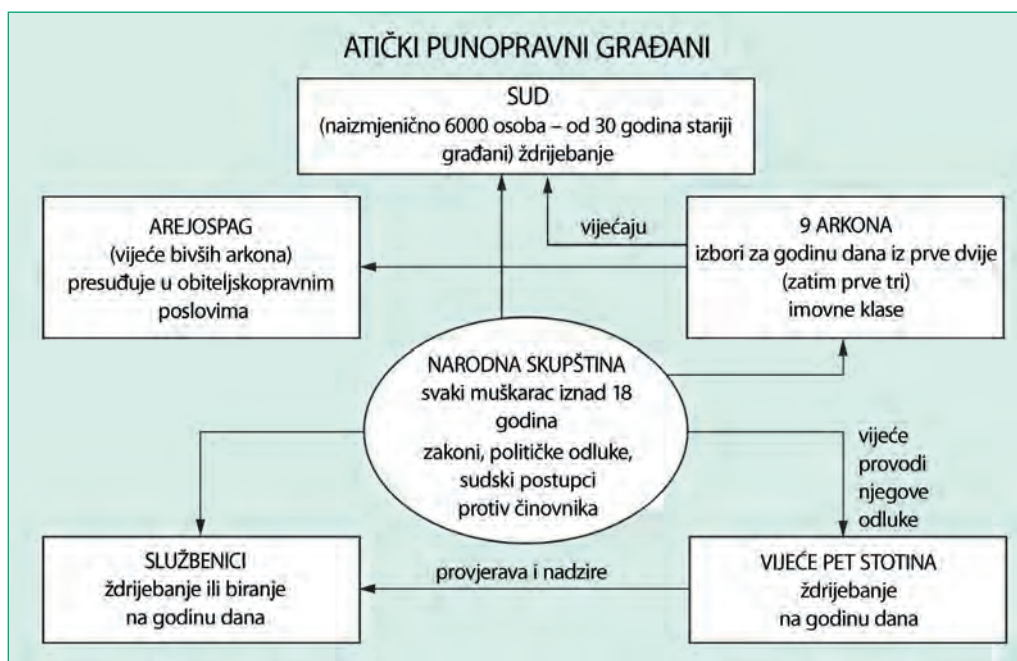 ATIČKI PUNOPRAVNI GRAĐANI
SUD
(naizmjenično 6000 osoba – od 30 godina stariji
građani) ždrijebanje
AREJOSPAG
(vijeće bivših arkona)
presuđuje u obiteljskopravnim
poslovima
vijećaju
9 ARKONA
izbori za godinu dana iz prve dvije
(zatim prve tri)
imovne klase
NARODNA SKUPŠTINA
svaki muškarac iznad 18
godina
zakoni, političke odluke,
sudski postupci
protiv činovnika
vijeće
provodi
njegove
odluke
SLUŽBENICI
ždrijebanje ili biranje
na godinu dana
provjerava i nadzire
VIJEĆE PET STOTINA
ždrijebanje
na godinu dana